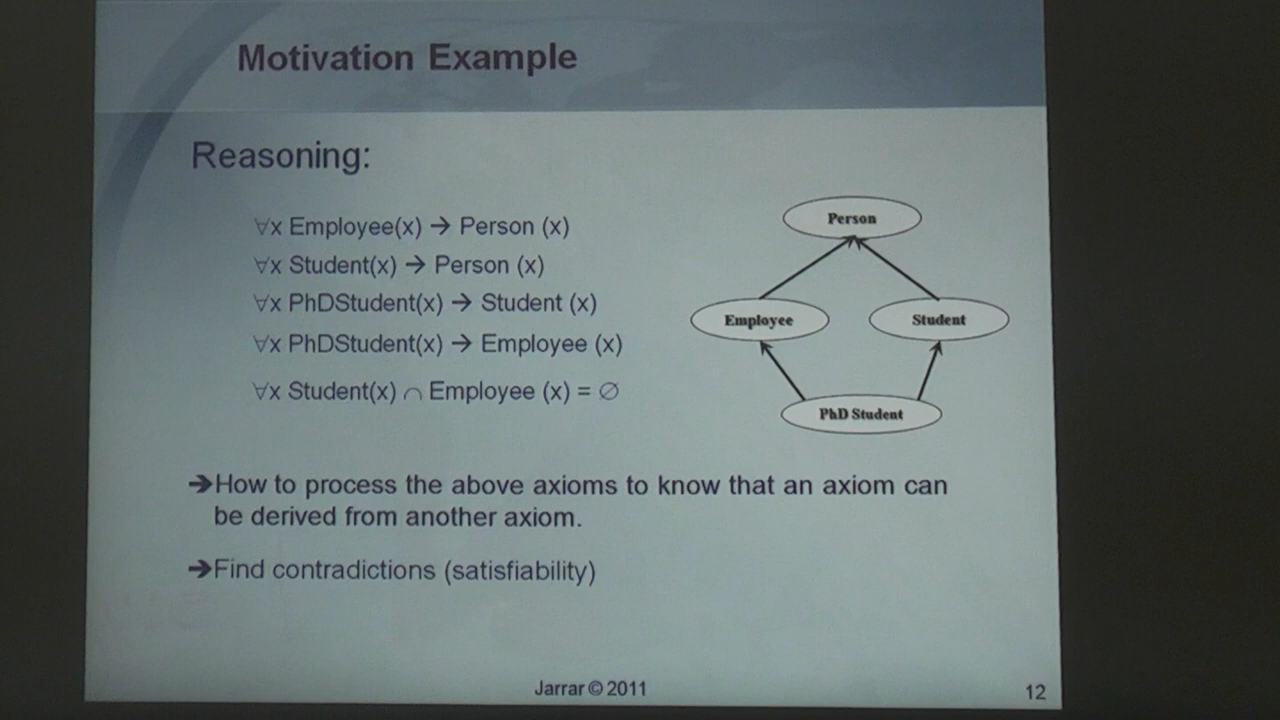 Motivation Example
Reasoning:
∀x Employee(x) → Person (x)
∀x Student(x) → Person (x)
∀x PhDStudent(x) → Student (x)
∀x PhDStudent(x) → Employee (x)
∀x Student(x) ∩ Employee (x) = ∅
Person
Employee
Student
PhD Student
➔How to process the above axioms to know that an axiom can
be derived from another axiom.
➔Find contradictions (satisfiability)
Jarrar © 2011
12